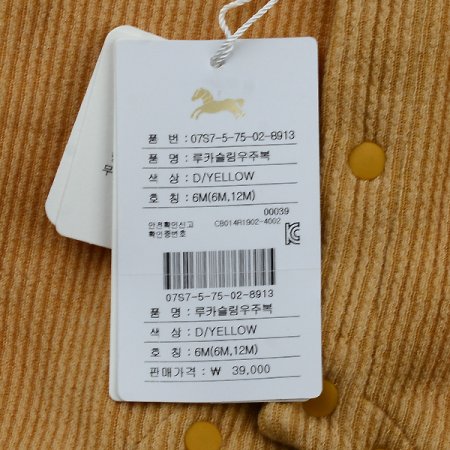 품 번 : 07S7-5-75-02-8913
품 명 : 루카슬링우주복
색 상 : D/YELLOW
호 칭 : 6M(6M,12M)
00039
안전확인신고
확인증번호
CB014R1902-4002
07S7-5-75-02-8913
품 명 : 루카슬링우주복
색 상 : D/YELLOW
호 칭 : 6M(6M,12M)
판매가격 : ₩ 39,000